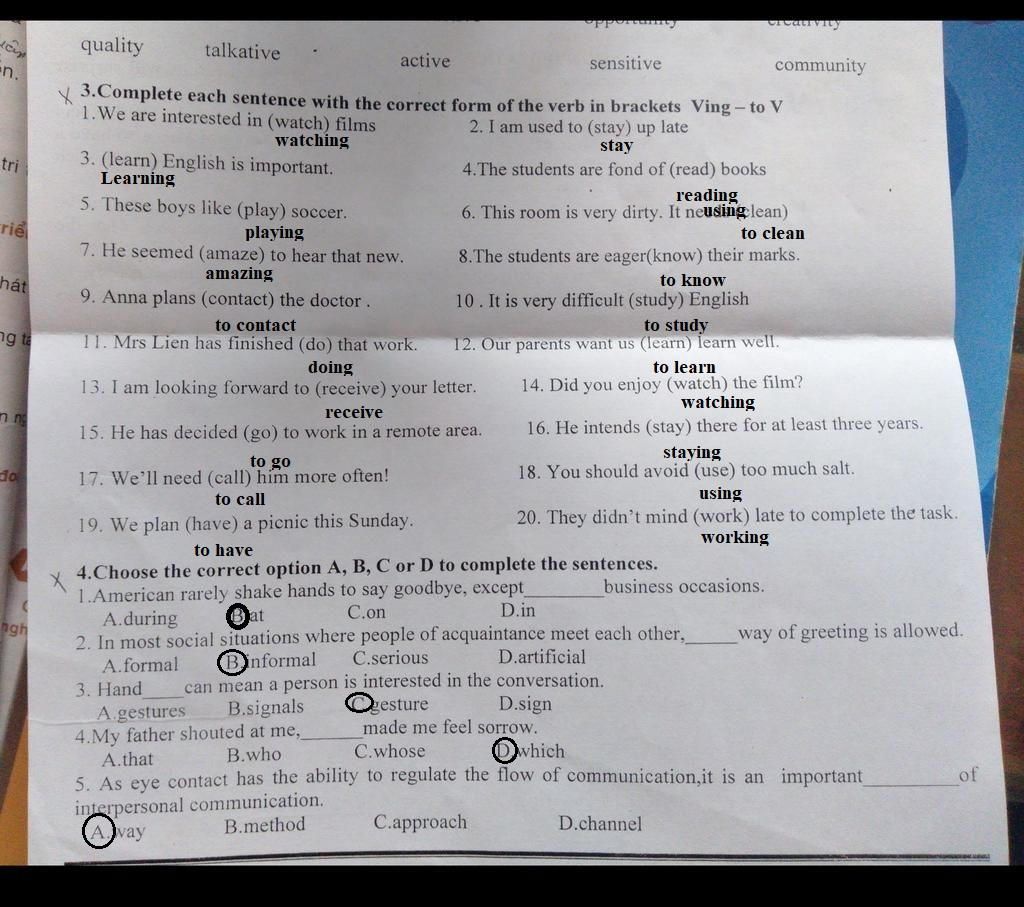 creativity
quality talkative active sensitive community
3.Complete each sentence with the correct form of the verb in brackets Ving – to V
1.We are interested in (watch) films 2. I am used to (stay) up late
watching stay
3. (learn) English is important. 4.The students are fond of (read) books
Learning reading
5. These boys like (play) soccer. 6. This room is very dirty. It using clean)
playing to clean
7. He seemed (amaze) to hear that new. 8.The students are eager(know) their marks.
amazing to know
9. Anna plans (contact) the doctor . 10 . It is very difficult (study) English
to contact to study
11. Mrs Lien has finished (do) that work. 12. Our parents want us (learn) learn well.
doing to learn
13. I am looking forward to (receive) your letter. 14. Did you enjoy (watch) the film?
receive watching
15. He has decided (go) to work in a remote area. 16. He intends (stay) there for at least three years.
to go staying
17. We'll need (call) him more often! 18. You should avoid (use) too much salt.
to call using
19. We plan (have) a picnic this Sunday. 20. They didn't mind (work) late to complete the task.
to have working
4.Choose the correct option A, B, C or D to complete the sentences.
1.American rarely shake hands to say goodbye, except________business occasions.
A.during B.at C.on D.in
2. In most social situations where people of acquaintance meet each other,_____way of greeting is allowed.
A.formal B.informal C.serious D.artificial
3. Hand____can mean a person is interested in the conversation.
A.gestures B.signals C.gesture D.sign
4.My father shouted at me,______made me feel sorrow.
A.that B.who C.whose D.which
5. As eye contact has the ability to regulate the flow of communication,it is an important_________of
interpersonal communication.
A.way B.method C.approach D.channel